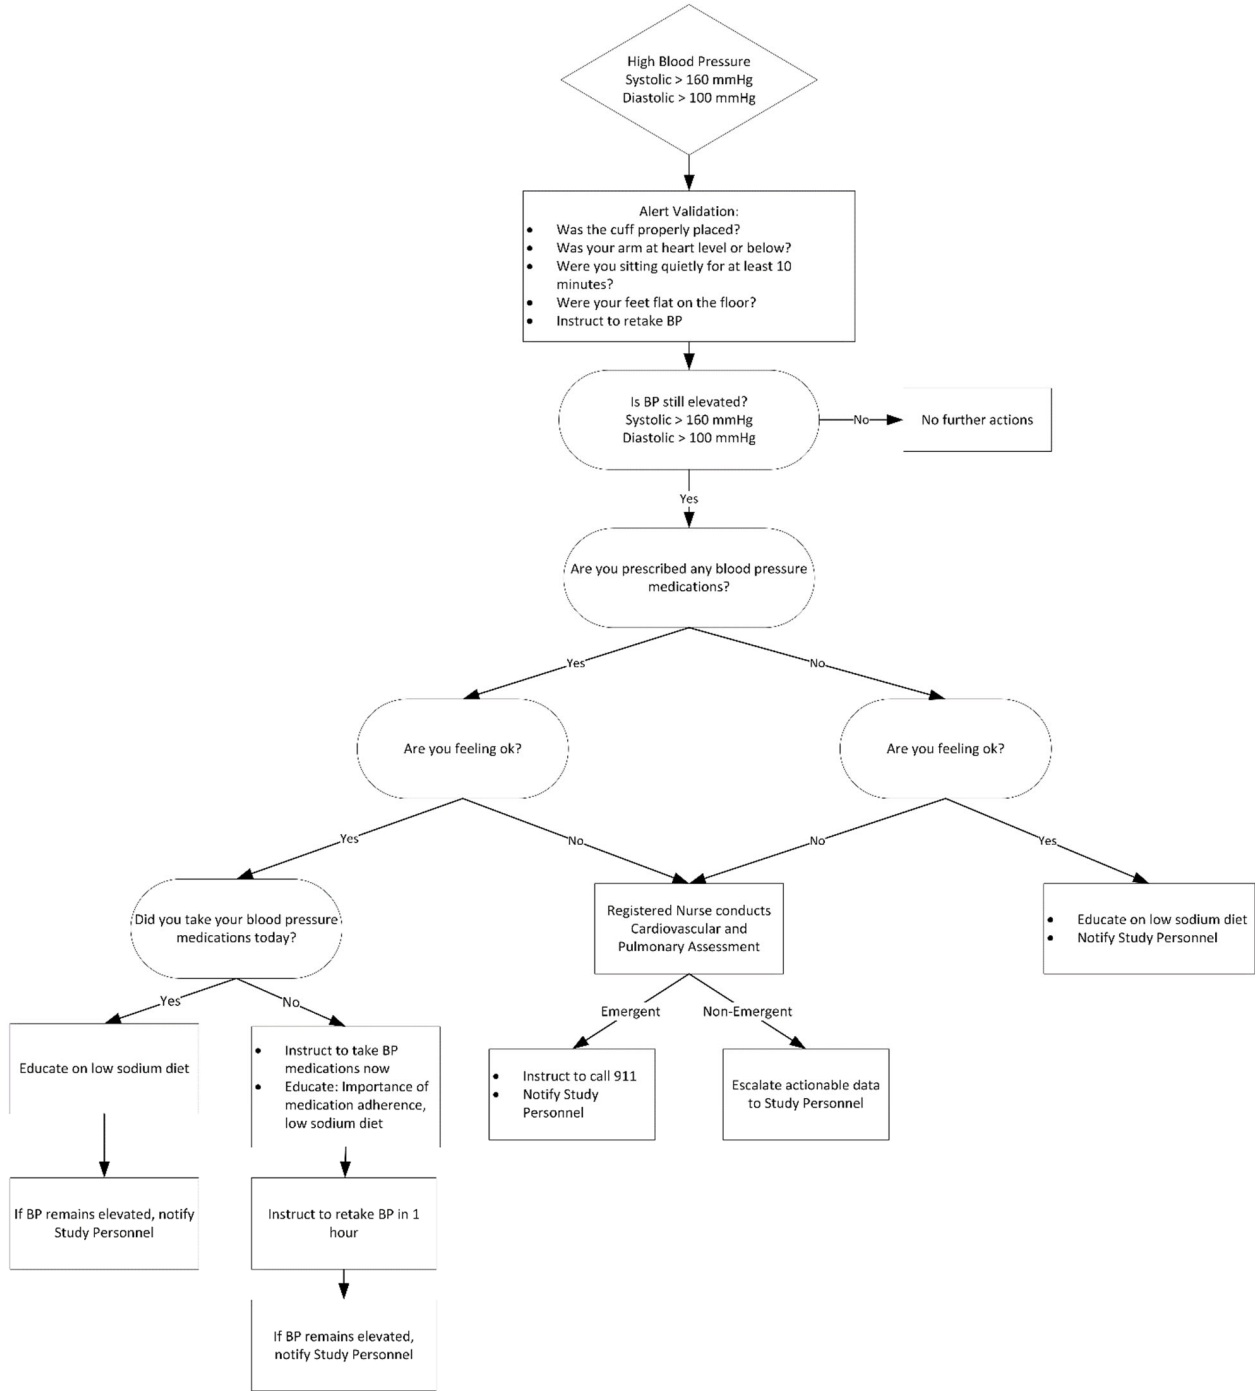 High Blood Pressure
Systolic > 160 mmHg
Diastolic > 100 mmHg
Alert Validation:
• Was the cuff properly placed?
• Was your arm at heart level or below?
• Were you sitting quietly for at least 10
minutes?
• Were your feet flat on the floor?
• Instruct to retake BP
Is BP still elevated?
Systolic > 160 mmHg
Diastolic > 100 mmHg
No
No further actions
Yes
Are you prescribed any blood pressure
medications?
Yes
No
Are you feeling ok?
Are you feeling ok?
Yes
No
No
Yes
Did you take your blood pressure
medications today?
Registered Nurse conducts
Cardiovascular and
Pulmonary Assessment
• Educate on low sodium diet
• Notify Study Personnel
Yes
No
Emergent
Non-Emergent
Educate on low sodium diet
• Instruct to take BP
medications now
• Educate: Importance of
medication adherence,
low sodium diet
• Instruct to call 911
• Notify Study
Personnel
Escalate actionable data
to Study Personnel
If BP remains elevated, notify
Study Personnel
Instruct to retake BP in 1
hour
If BP remains elevated,
notify Study Personnel